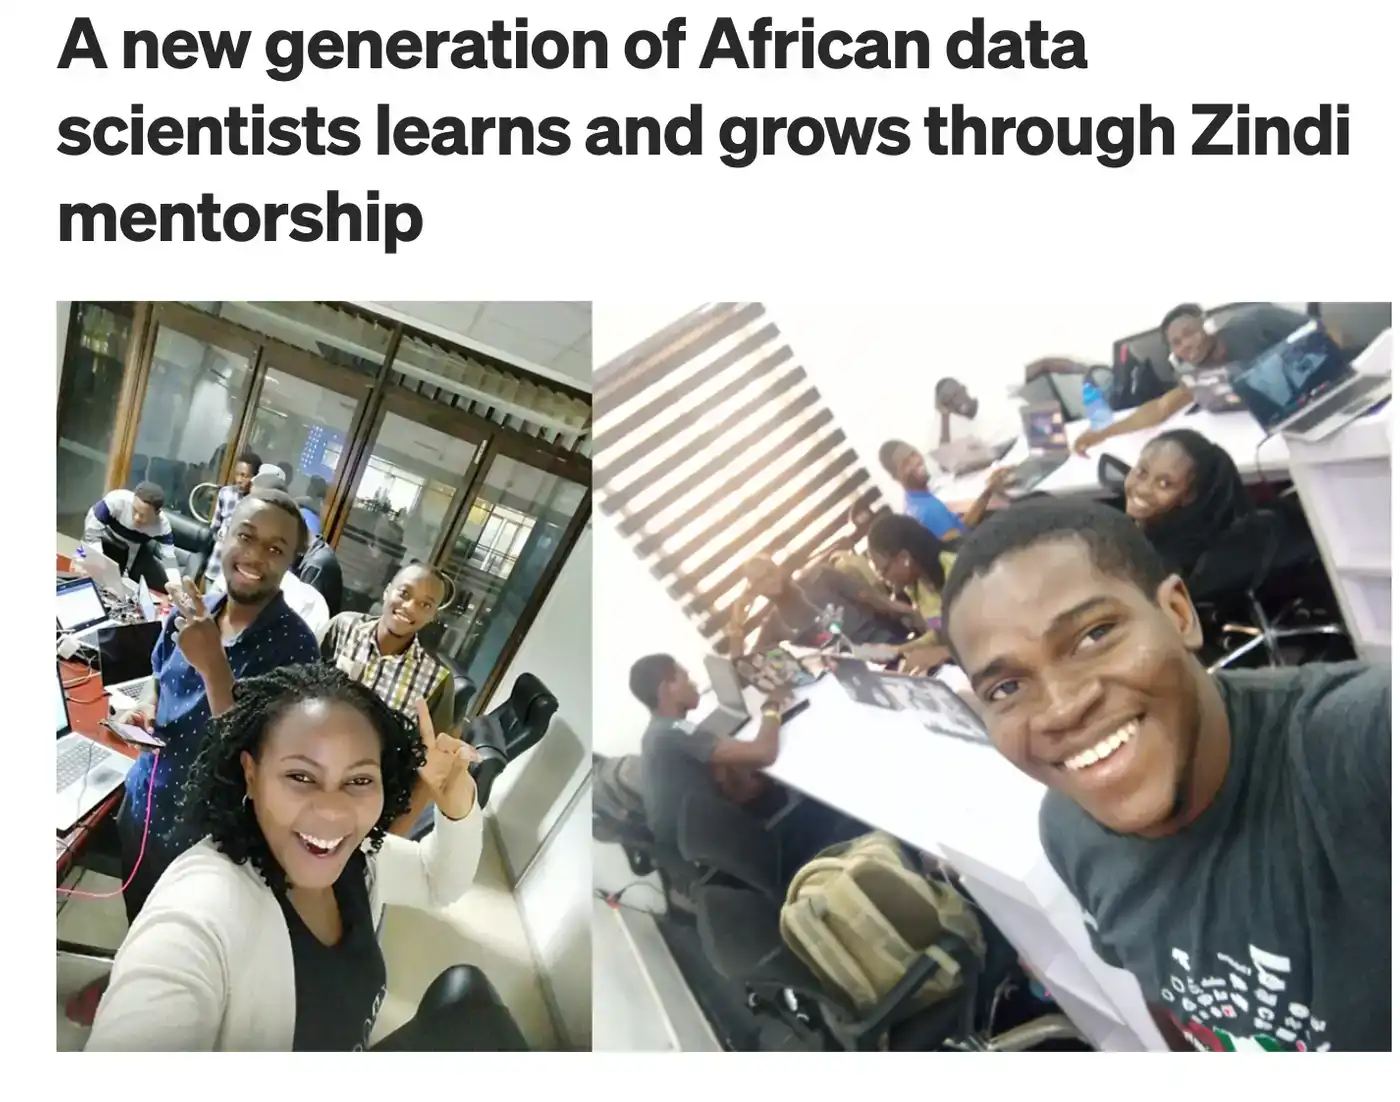 A new generation of African data
scientists learns and grows through Zindi
mentorship